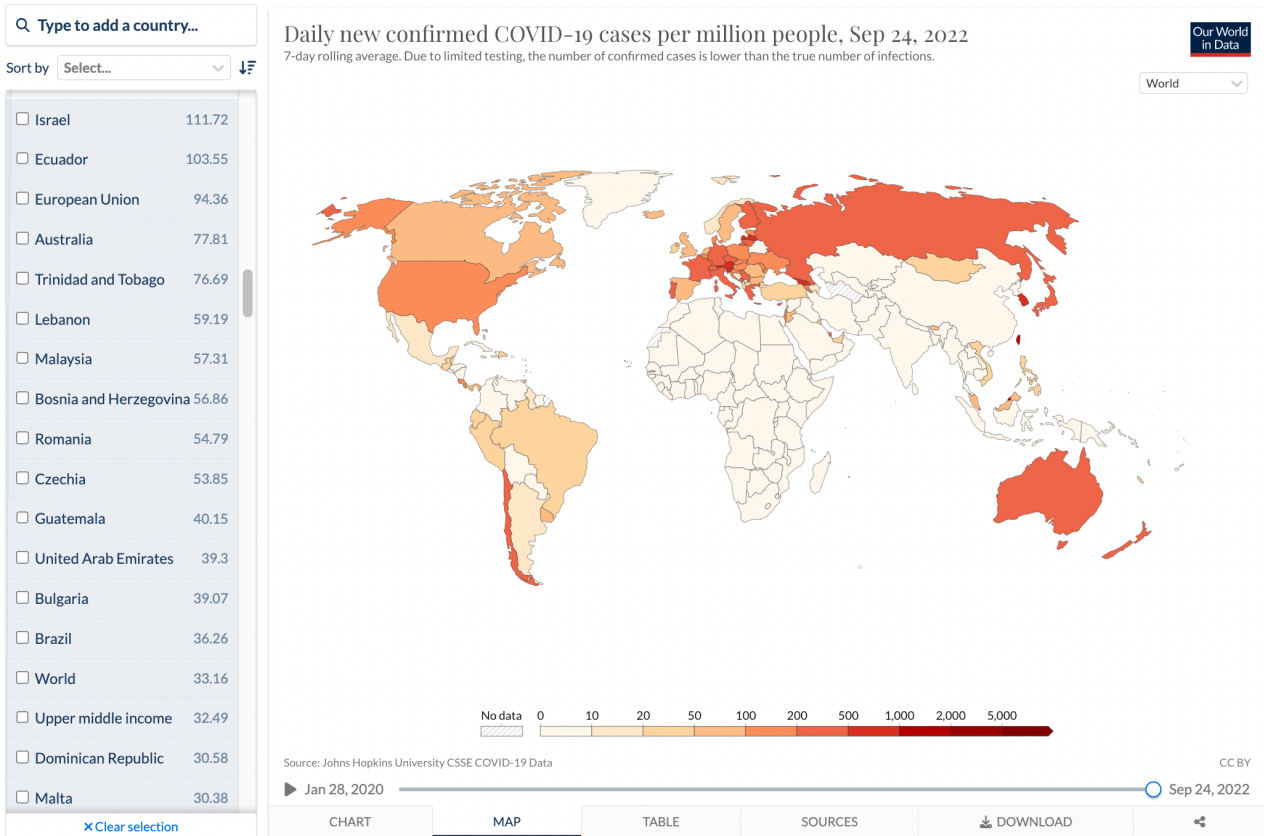 Type to add a country...
Sort by Select...
Israel 111.72
Ecuador 103.55
European Union 94.36
Australia 77.81
Trinidad and Tobago 76.69
Lebanon 59.19
Malaysia 57.31
Bosnia and Herzegovina 56.86
Romania 54.79
Czechia 53.85
Guatemala 40.15
United Arab Emirates 39.3
Bulgaria 39.07
Brazil 36.26
World 33.16
Upper middle income 32.49
Dominican Republic 30.58
Malta 30.38
×Clear selection
Daily new confirmed COVID-19 cases per million people, Sep 24, 2022
7-day rolling average. Due to limited testing, the number of confirmed cases is lower than the true number of infections.
Our World
in Data
World
No data 0 10 20 50 100 200 500 1,000 2,000 5,000
Source: Johns Hopkins University CSSE COVID-19 Data
CC BY
Jan 28, 2020
Sep 24, 2022
CHART MAP TABLE SOURCES DOWNLOAD